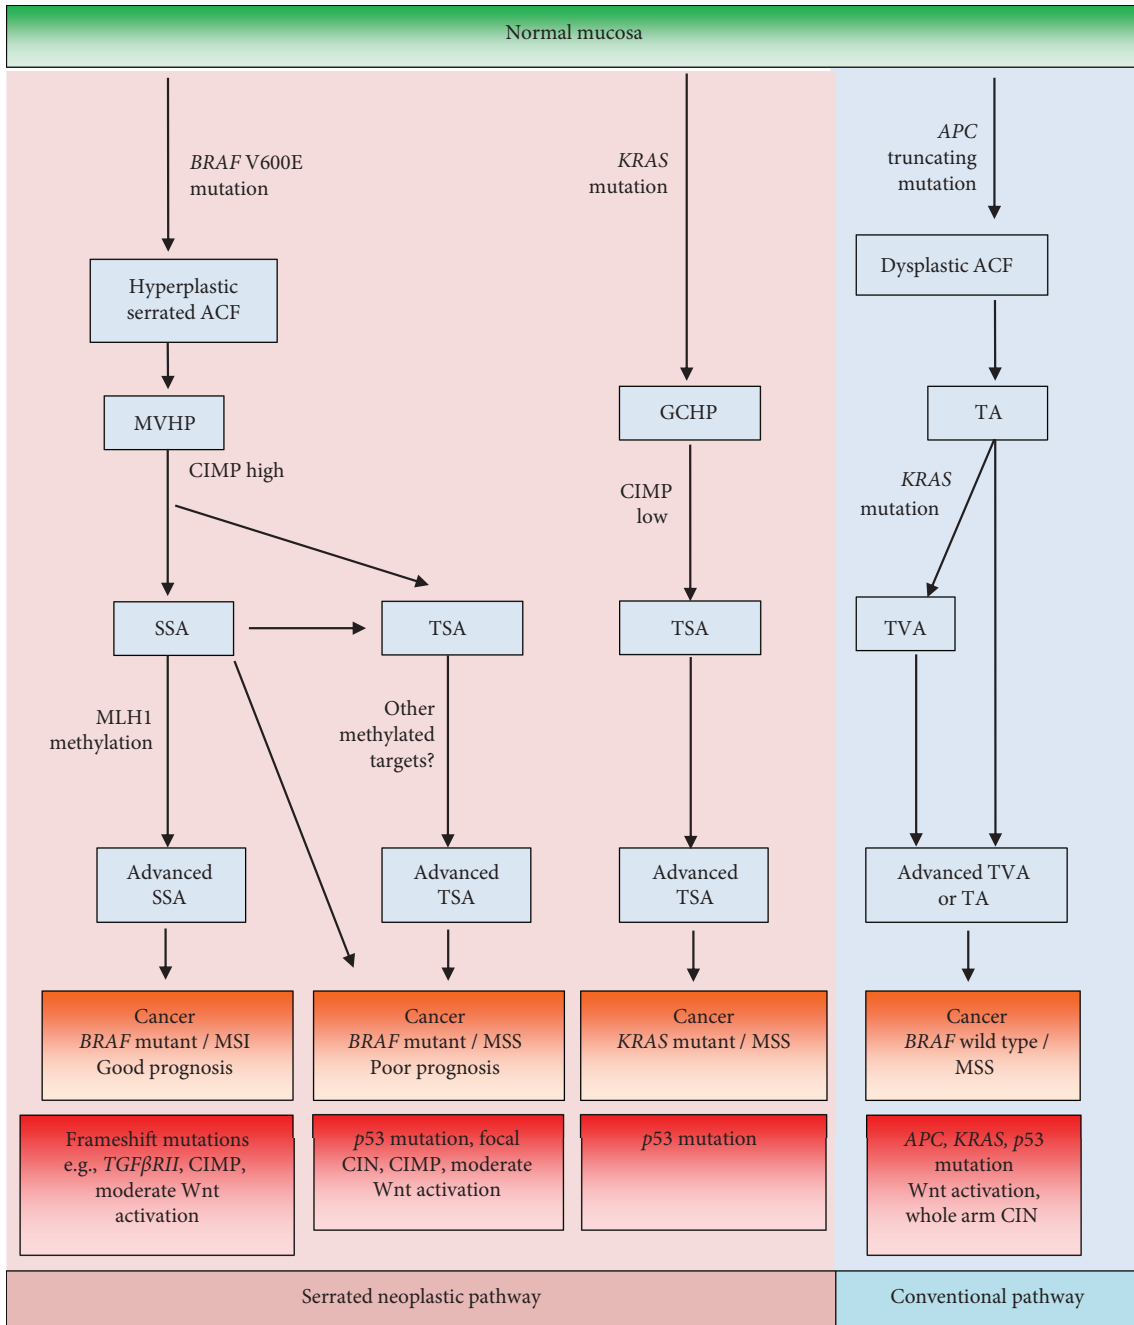 Normal mucosa
BRAF V600E
mutation
KRAS
mutation
APC
truncating
mutation
Hyperplastic
serrated ACF
Dysplastic ACF
MVHP
GCHP
TA
CIMP high
CIMP
low
KRAS
mutation
SSA
TSA
TSA
TVA
MLH1
methylation
Other
methylated
targets?
Advanced
SSA
Advanced
TSA
Advanced
TSA
Advanced TVA
or TA
Cancer
BRAF mutant / MSI
Good prognosis
Cancer
BRAF mutant / MSS
Poor prognosis
Cancer
KRAS mutant / MSS
Cancer
BRAF wild type /
MSS
Frameshift mutations
e.g., TGFβRII, CIMP,
moderate Wnt
activation
p53 mutation, focal
CIN, CIMP, moderate
Wnt activation
p53 mutation
APC, KRAS, p53
mutation
Wnt activation,
whole arm CIN
Serrated neoplastic pathway
Conventional pathway